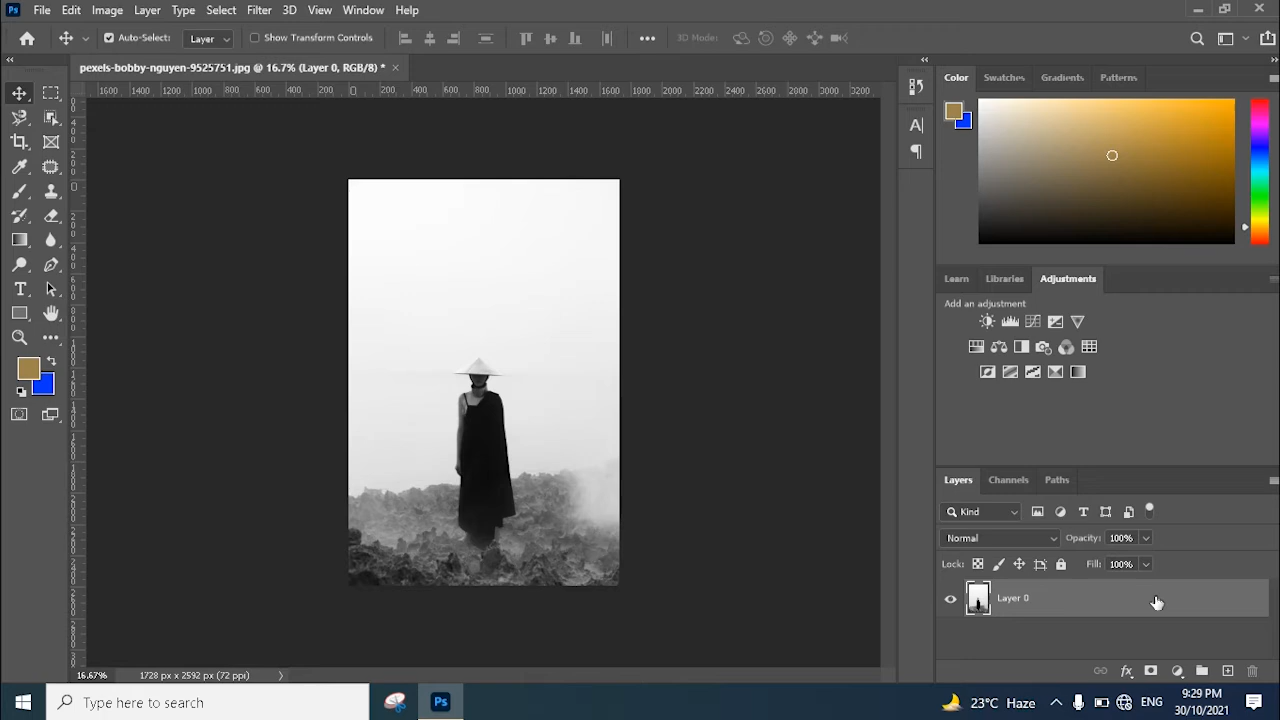 Ps File Edit Image Layer Type Select Filter 3D View Window Help
Auto-Select: Layer Show Transform Controls 3D Mode:
pexels-bobby-nguyen-9525751.jpg @ 16.7% (Layer 0, RGB/8) *
1600 1400 1200 1000 800 600 400 200 0 200 400 600 800 1000 1200 1400 1600 1800 2000 2200 2400 2600 2800 3000 3200
Color Swatches Gradients Patterns
Learn Libraries Adjustments
Add an adjustment
Layers Channels Paths
Kind
Normal Opacity: 100%
Lock: Fill: 100%
Layer 0
16.67% 1728 px x 2592 px (72 ppi)
Type here to search
Ps
23°C Haze
ENG
9:29 PM
30/10/2021